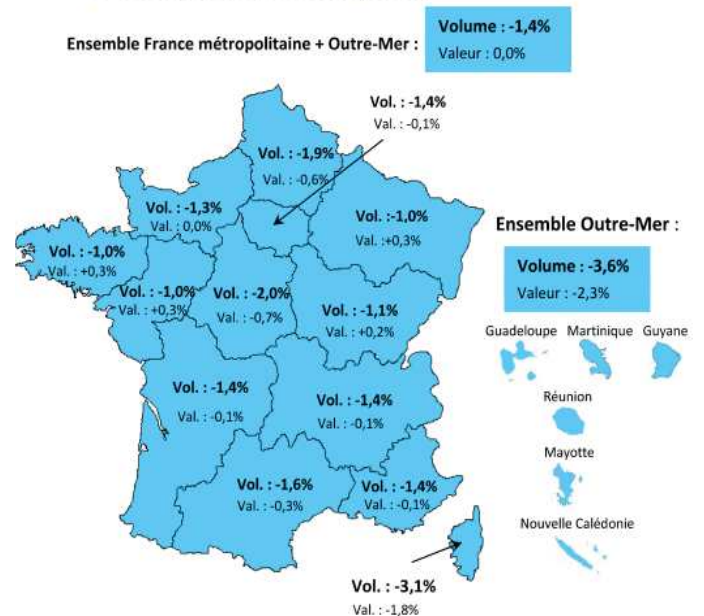 Ensemble France métropolitaine + Outre-Mer :
Volume : -1,4%
Valeur : 0,0%
Vol. : -1,4%
Val. : -0,1%
Vol. : -1,9%
Val. : -0,6%
Vol. : -1,3%
Val. : 0,0%
Vol. : -1,0%
Val. :+0,3%
Vol. : -1,0%
Val. : +0,3%
Vol. : -1,0%
Val. : +0,3%
Vol. : -2,0%
Val. : -0,7%
Vol. : -1,1%
Val. : +0,2%
Vol. : -1,4%
Val. : -0,1%
Vol. : -1,4%
Val. : -0,1%
Vol. : -1,6%
Val. : -0,3%
Vol. : -1,4%
Val. : -0,1%
Vol. : -3,1%
Val. : -1,8%
Ensemble Outre-Mer :
Volume : -3,6%
Valeur : -2,3%
Guadeloupe Martinique Guyane
Réunion
Mayotte
Nouvelle Calédonie